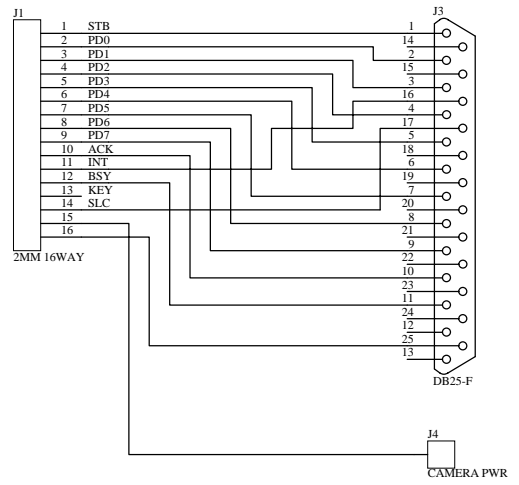 J1
1 STB
2 PD0
3 PD1
4 PD2
5 PD3
6 PD4
7 PD5
8 PD6
9 PD7
10 ACK
11 INT
12 BSY
13 KEY
14 SLC
15
16
2MM 16WAY
J3
1
14
2
15
3
16
4
17
5
18
6
19
7
20
8
21
9
22
10
23
11
24
12
25
13
DB25-F
J4
CAMERA PWR